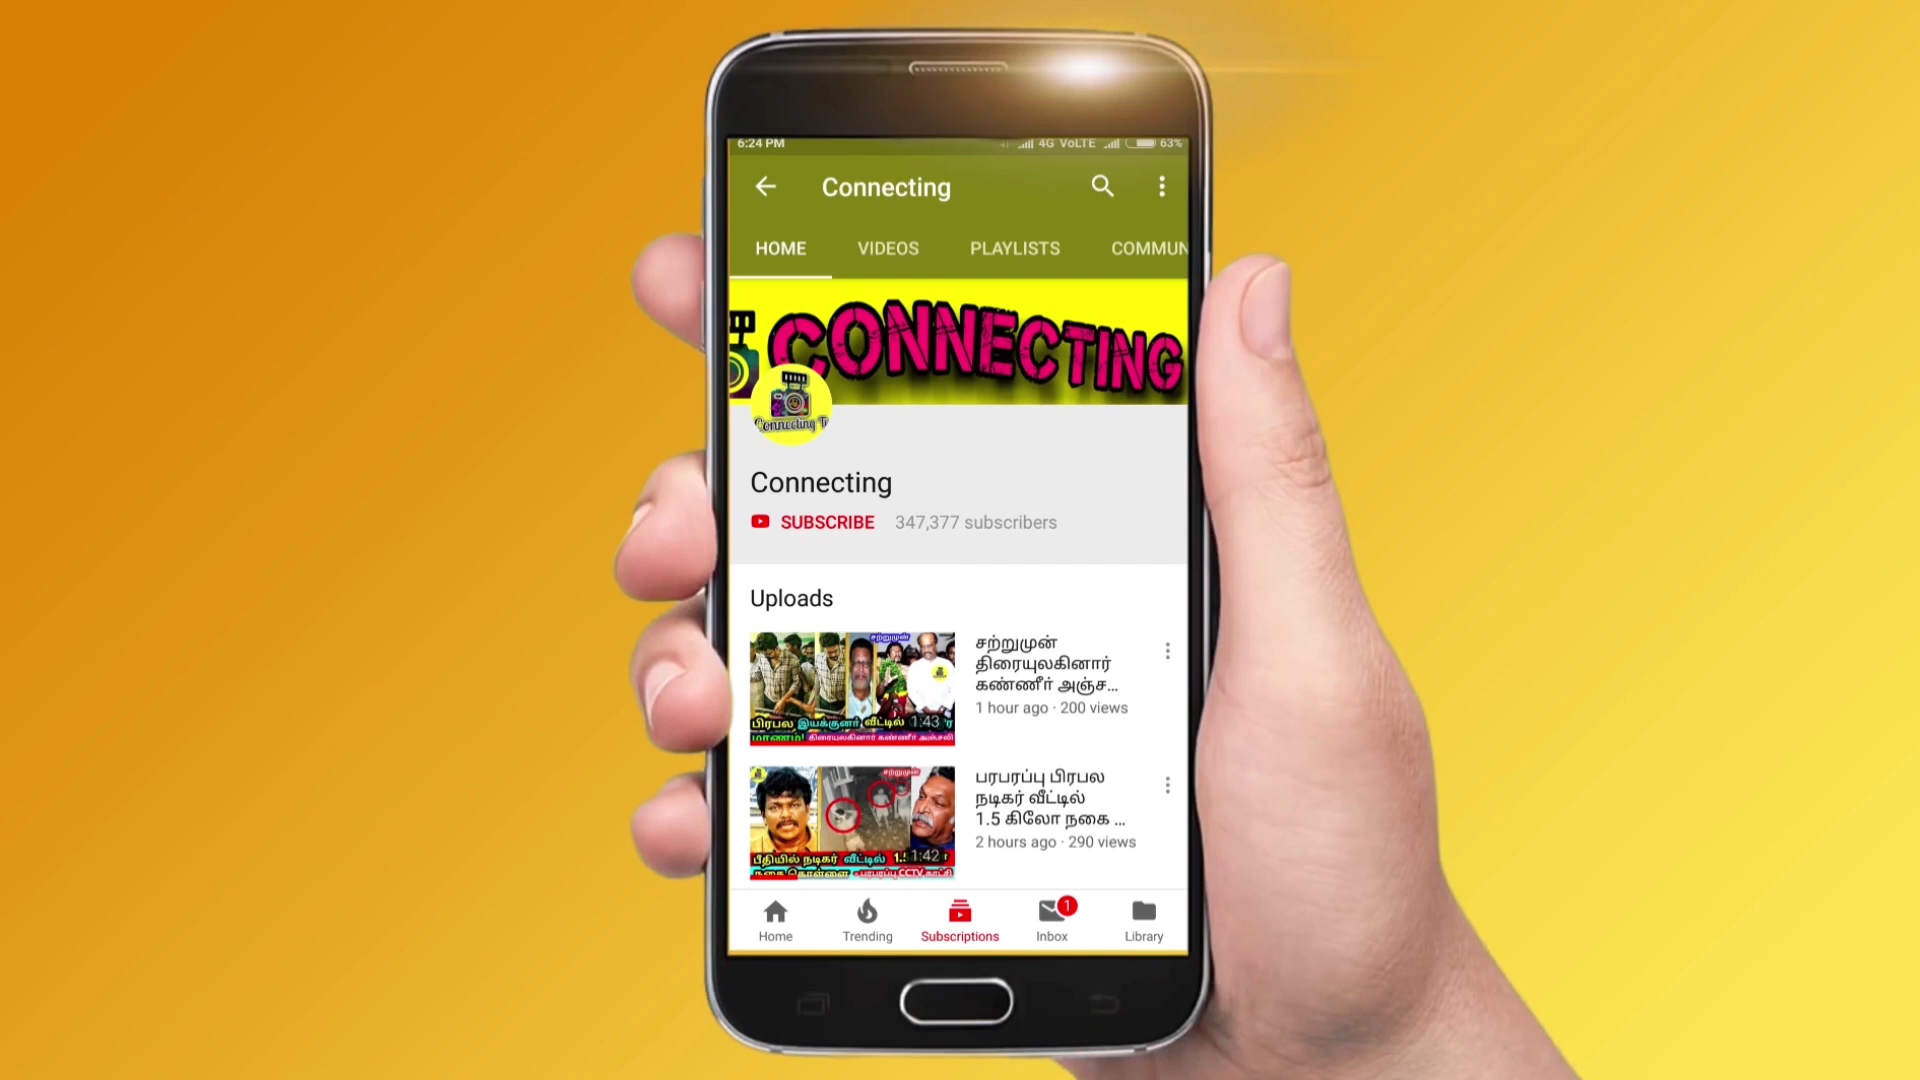 6:24 PM
4G VoLTE
63%
Connecting
HOME VIDEOS PLAYLISTS COMMUN
CONNECTING
Connecting
Connecting
SUBSCRIBE 347,377 subscribers
Uploads
சற்றுமுன்
பிரபல இயக்குனர் வீட்டில்
1:43
மரணம்! திரையுலகினார் கண்ணீர் அஞ்சலி
சற்றுமுன்
திரையுலகினார்
கண்ணீர் அஞ்ச...
1 hour ago · 200 views
சற்றுமுன்
பீதியில் நடிகர் வீட்டில்
1:42
நகை கொள்ளை - பரபரப்பு CCTV காட்சி
பரபரப்பு பிரபல
நடிகர் வீட்டில்
1.5 கிலோ நகை ...
2 hours ago · 290 views
Home Trending Subscriptions Inbox Library
1